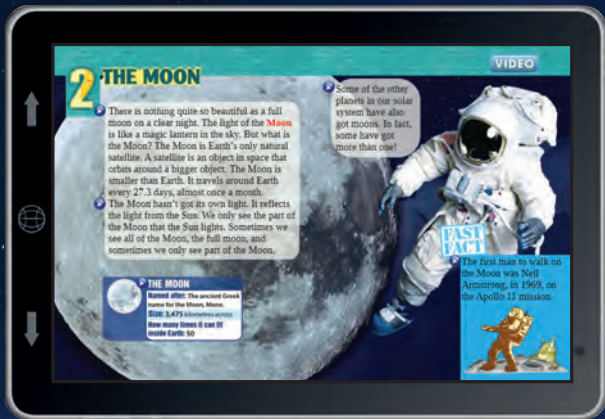 VIDEO
2 THE MOON
There is nothing quite so beautiful as a full
moon on a clear night. The light of the Moon
is like a magic lantern in the sky. But what is
the Moon? The Moon is Earth's only natural
satellite. A satellite is an object in space that
orbits around a bigger object. The Moon is
smaller than Earth. It travels around Earth
every 27.3 days, almost once a month.
The Moon hasn't got its own light. It reflects
the light from the Sun. We only see the part of
the Moon that the Sun lights. Sometimes we
see all of the Moon, the full moon, and
sometimes we only see part of the Moon.
Some of the other
planets in our solar
system have also
got moons. In fact,
some have got
more than one!
THE MOON
Named after: The ancient Greek
name for the Moon, Mene.
Size: 3,475 kilometres across
How many times it can fit
inside Earth: 50
FAST
FACT
The first man to walk on
the Moon was Neil
Armstrong, in 1969, on
the Apollo 11 mission.